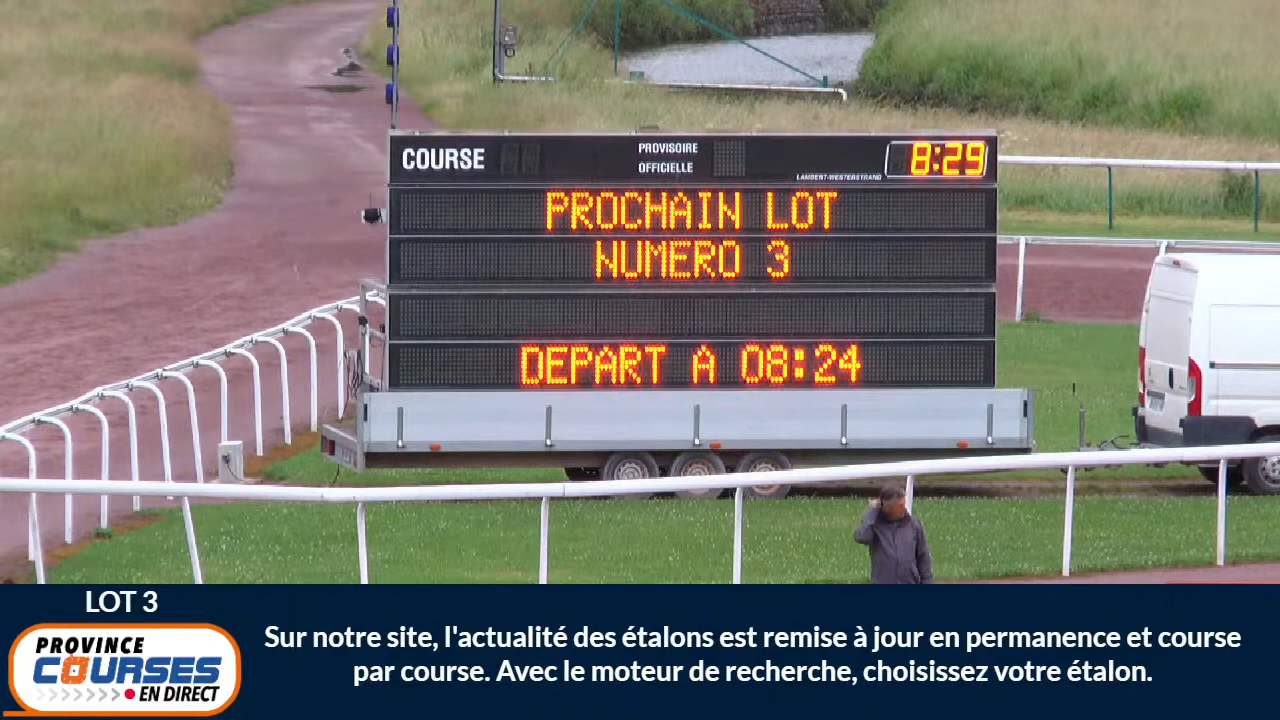 COURSE
PROVISOIRE
OFFICIELLE
LAMBERT-WESTERSTRAND
8:29
PROCHAIN LOT
NUMERO 3
DEPART A 08:24
LOT 3
PROVINCE
COURSES
EN DIRECT
Sur notre site, l'actualité des étalons est remise à jour en permanence et course
par course. Avec le moteur de recherche, choisissez votre étalon.